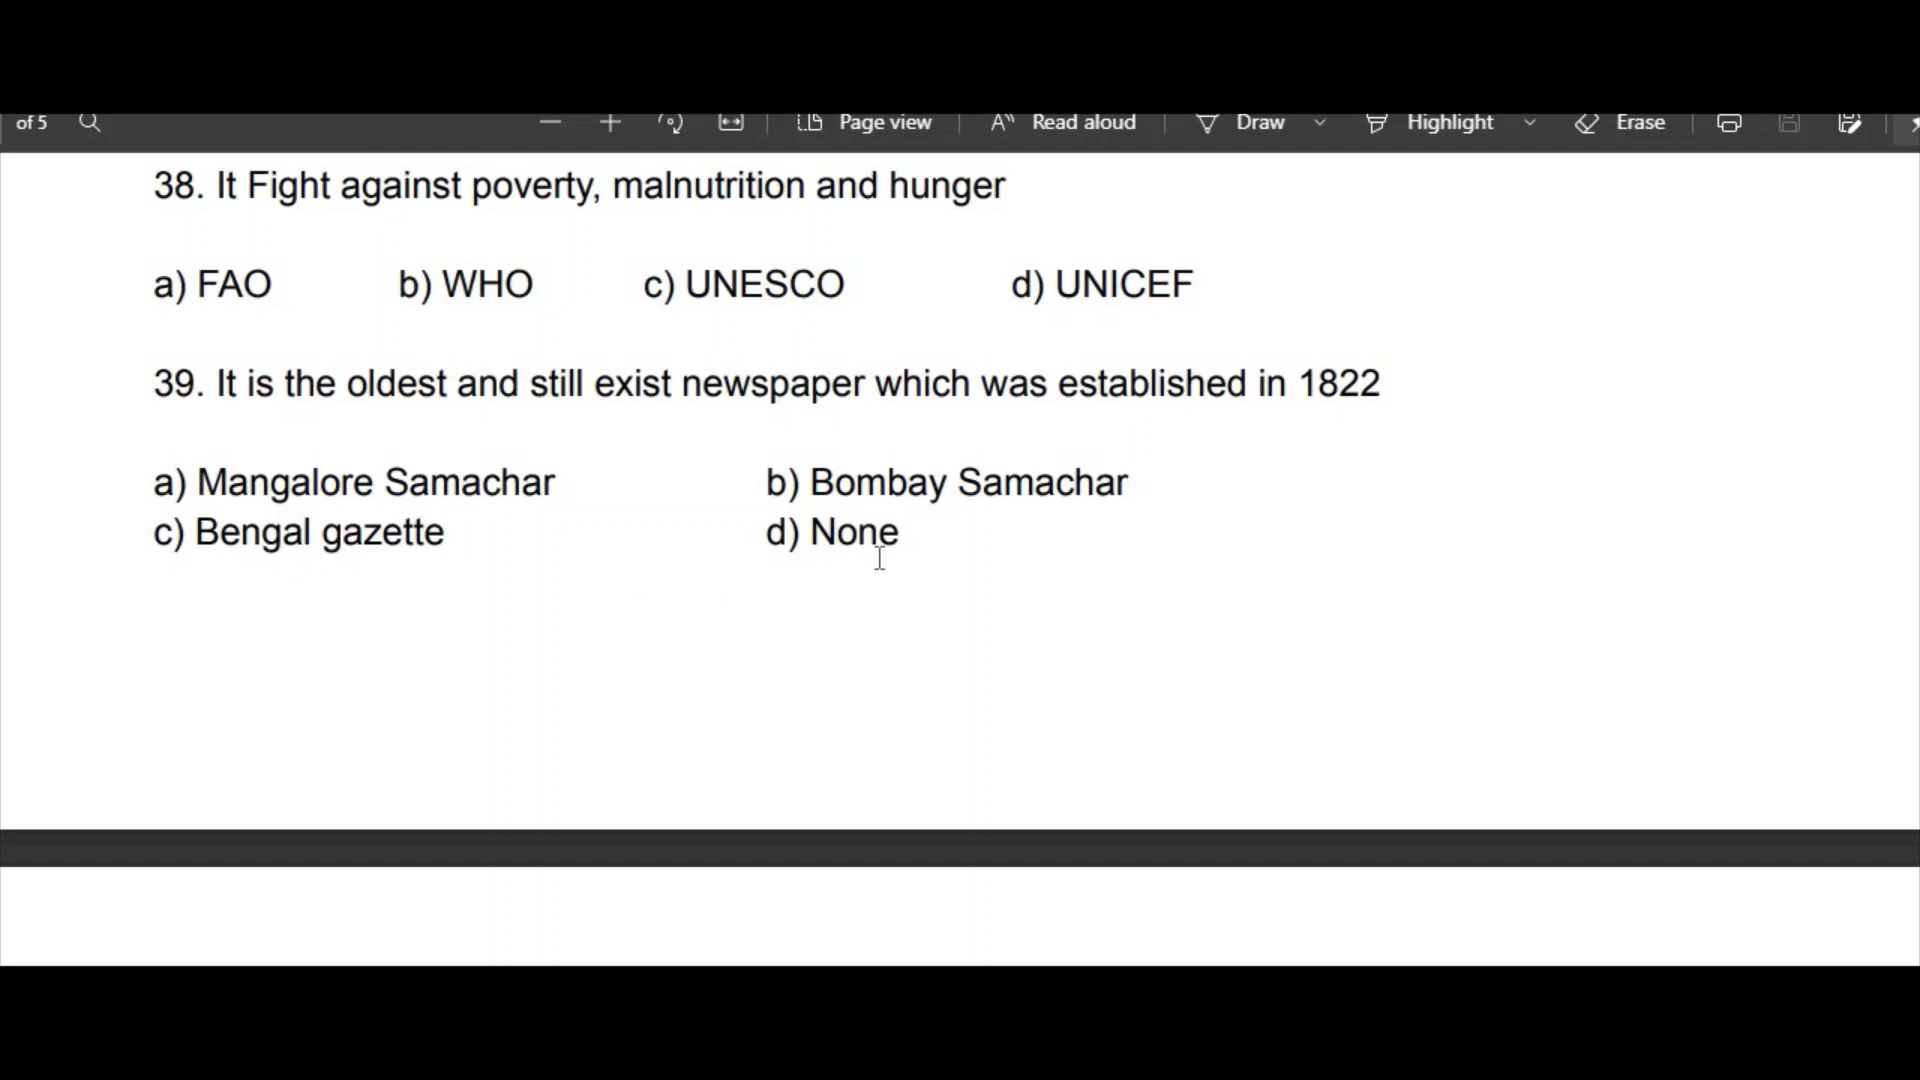 of 5 Page view Read aloud Draw Highlight Erase
38. It Fight against poverty, malnutrition and hunger
a) FAO b) WHO c) UNESCO d) UNICEF
39. It is the oldest and still exist newspaper which was established in 1822
a) Mangalore Samachar b) Bombay Samachar
c) Bengal gazette d) None